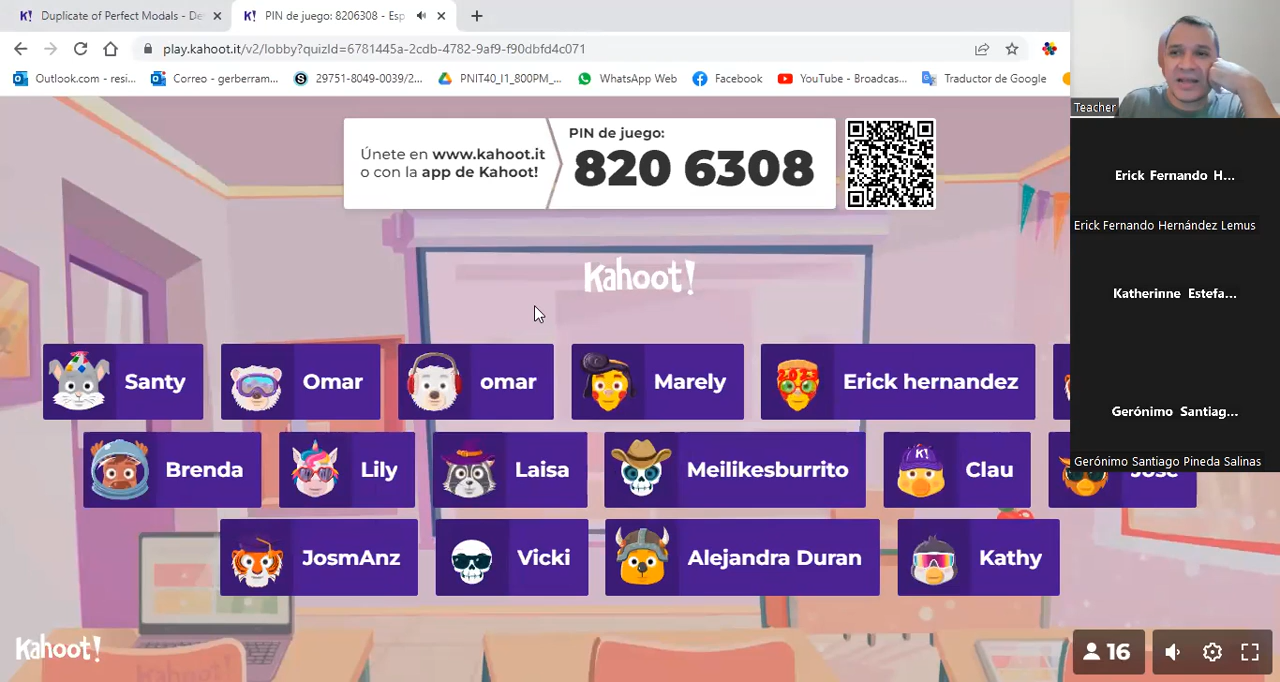 Duplicate of Perfect Modals - De
PIN de juego: 8206308 - Esp
play.kahoot.it/v2/lobby?quizId=6781445a-2cdb-4782-9af9-f90dbfd4c071
Outlook.com - resi...
Correo - gerberram...
29751-8049-0039/2...
PNIT40_11_800PM_...
WhatsApp Web
Facebook
YouTube - Broadcas...
Traductor de Google
Teacher
Únete en www.kahoot.it
o con la app de Kahoot!
PIN de juego:
820 6308
Erick Fernando H...
Erick Fernando Hernández Lemus
Katherinne Estefa...
Gerónimo Santiag...
Gerónimo Santiago Pineda Salinas
Kahoot!
Santy
Omar
omar
Marely
Erick hernandez
Brenda
Lily
Laisa
Meilikesburrito
Clau
JosmAnz
Vicki
Alejandra Duran
Kathy
Kahoot!
16